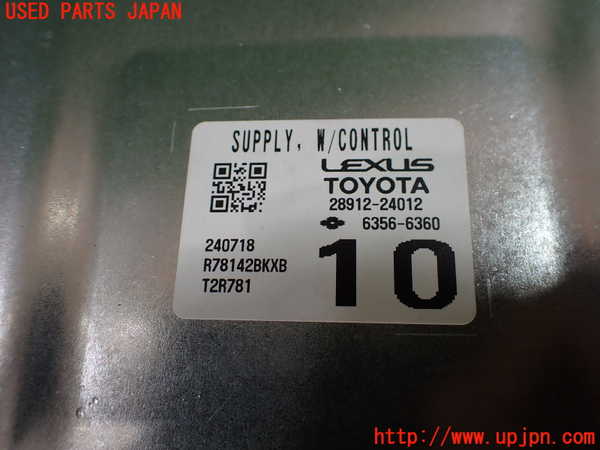 USED PARTS JAPAN
SUPPLY, W/CONTROL
LEXUS
TOYOTA
28912-24012
6356-6360
240718
R78142BKXB
T2R781
10
http://www.upjpn.com